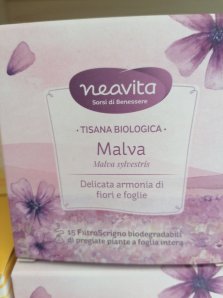 neavita
Sorsi di Benessere
· TISANA BIOLOGICA ·
Malva
Malva sylvestris
Delicata armonia di
fiori e foglie
15 FiltroScrigno biodegradabili
di pregiate piante a foglia intera